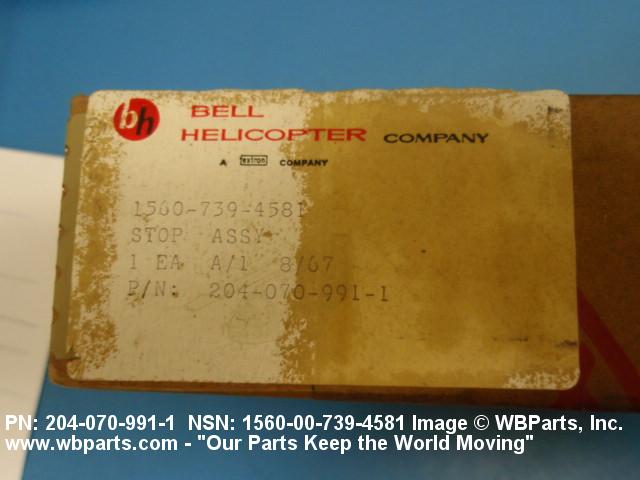 bh
BELL
HELICOPTER COMPANY
A textron COMPANY
1560-739-4581
STOP ASSY
1 EA A/1 8/67
P/N: 204-070-991-1
PN: 204-070-991-1 NSN: 1560-00-739-4581 Image © WBParts, Inc.
www.wbparts.com - "Our Parts Keep the World Moving"